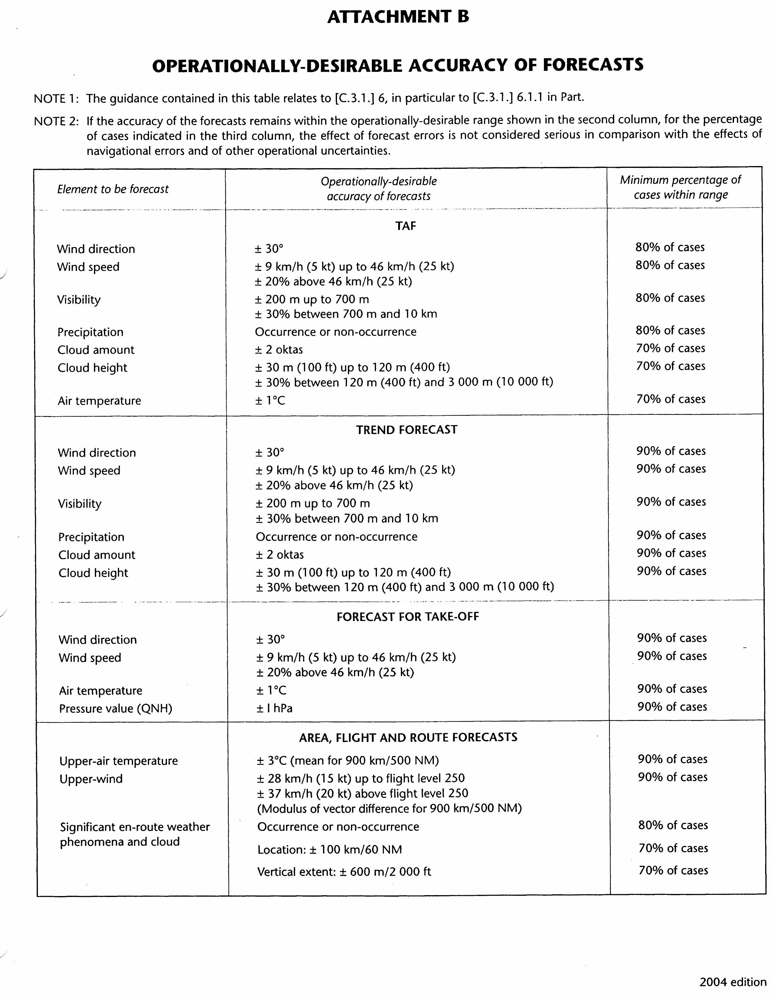 ATTACHMENT B
OPERATIONALLY-DESIRABLE ACCURACY OF FORECASTS
NOTE 1: The guidance contained in this table relates to [C.3.1.] 6, in particular to [C.3.1.] 6.1.1 in Part.
NOTE 2: If the accuracy of the forecasts remains within the operationally-desirable range shown in the second column, for the percentage
of cases indicated in the third column, the effect of forecast errors is not considered serious in comparison with the effects of
navigational errors and of other operational uncertainties.
Element to be forecast
Operationally-desirable
accuracy of forecasts
Minimum percentage of
cases within range
TAF
Wind direction ± 30° 80% of cases
Wind speed ± 9 km/h (5 kt) up to 46 km/h (25 kt) 80% of cases
± 20% above 46 km/h (25 kt)
Visibility ± 200 m up to 700 m 80% of cases
± 30% between 700 m and 10 km
Precipitation Occurrence or non-occurrence 80% of cases
Cloud amount ± 2 oktas 70% of cases
Cloud height ± 30 m (100 ft) up to 120 m (400 ft) 70% of cases
± 30% between 120 m (400 ft) and 3 000 m (10 000 ft)
Air temperature ± 1°C 70% of cases
TREND FORECAST
Wind direction ± 30° 90% of cases
Wind speed ± 9 km/h (5 kt) up to 46 km/h (25 kt) 90% of cases
± 20% above 46 km/h (25 kt)
Visibility ± 200 m up to 700 m 90% of cases
± 30% between 700 m and 10 km
Precipitation Occurrence or non-occurrence 90% of cases
Cloud amount ± 2 oktas 90% of cases
Cloud height ± 30 m (100 ft) up to 120 m (400 ft) 90% of cases
± 30% between 120 m (400 ft) and 3 000 m (10 000 ft)
FORECAST FOR TAKE-OFF
Wind direction ± 30° 90% of cases
Wind speed ± 9 km/h (5 kt) up to 46 km/h (25 kt) 90% of cases
± 20% above 46 km/h (25 kt)
Air temperature ± 1°C 90% of cases
Pressure value (QNH) ± l hPa 90% of cases
AREA, FLIGHT AND ROUTE FORECASTS
Upper-air temperature ± 3°C (mean for 900 km/500 NM) 90% of cases
Upper-wind ± 28 km/h (15 kt) up to flight level 250 90% of cases
± 37 km/h (20 kt) above flight level 250
(Modulus of vector difference for 900 km/500 NM)
Significant en-route weather Occurrence or non-occurrence 80% of cases
phenomena and cloud
Location: ± 100 km/60 NM 70% of cases
Vertical extent: ± 600 m/2 000 ft 70% of cases
2004 edition